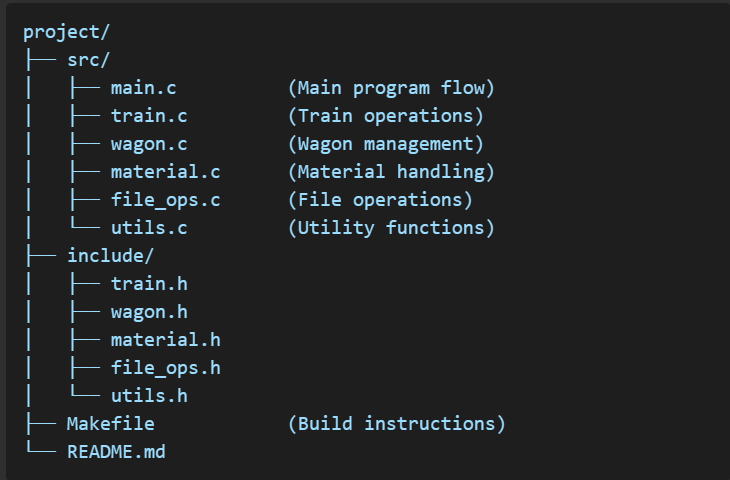 project/
├── src/
│   ├── main.c          (Main program flow)
│   ├── train.c         (Train operations)
│   ├── wagon.c         (Wagon management)
│   ├── material.c      (Material handling)
│   ├── file_ops.c      (File operations)
│   └── utils.c         (Utility functions)
├── include/
│   ├── train.h
│   ├── wagon.h
│   ├── material.h
│   ├── file_ops.h
│   └── utils.h
├── Makefile            (Build instructions)
└── README.md